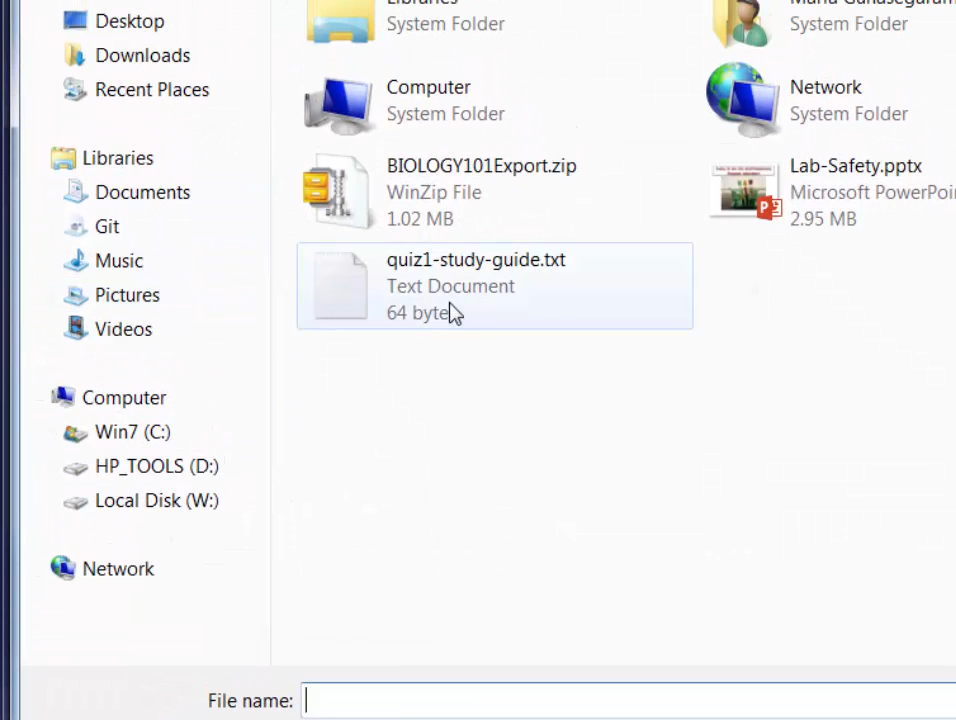 Desktop
Downloads
Recent Places
Libraries
Documents
Git
Music
Pictures
Videos
Computer
Win7 (C:)
HP_TOOLS (D:)
Local Disk (W:)
Network
Libraries
System Folder
System Folder
Computer
System Folder
Network
System Folder
BIOLOGY101Export.zip
WinZip File
1.02 MB
Lab-Safety.pptx
Microsoft PowerPoin
2.95 MB
quiz1-study-guide.txt
Text Document
64 byte
File name: